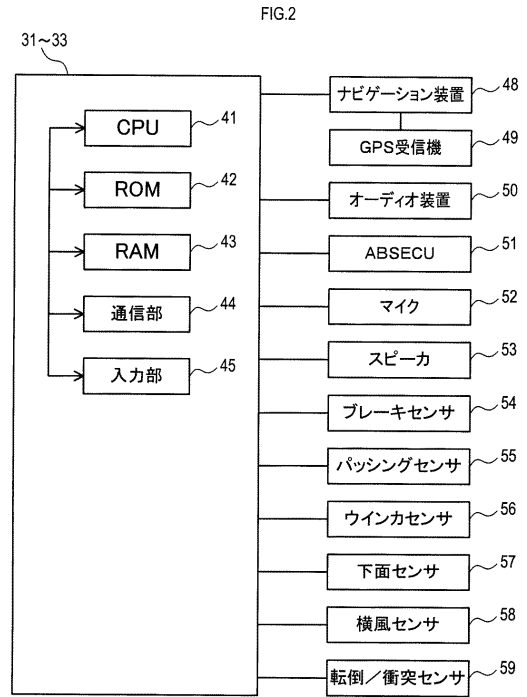 FIG.2
31～33
CPU
41
ROM
42
RAM
43
通信部
44
入力部
45
ナビゲーション装置
48
GPS受信機
49
オーディオ装置
50
ABSECU
51
マイク
52
スピーカ
53
ブレーキセンサ
54
パッシングセンサ
55
ウインカセンサ
56
下面センサ
57
横風センサ
58
転倒／衝突センサ
59